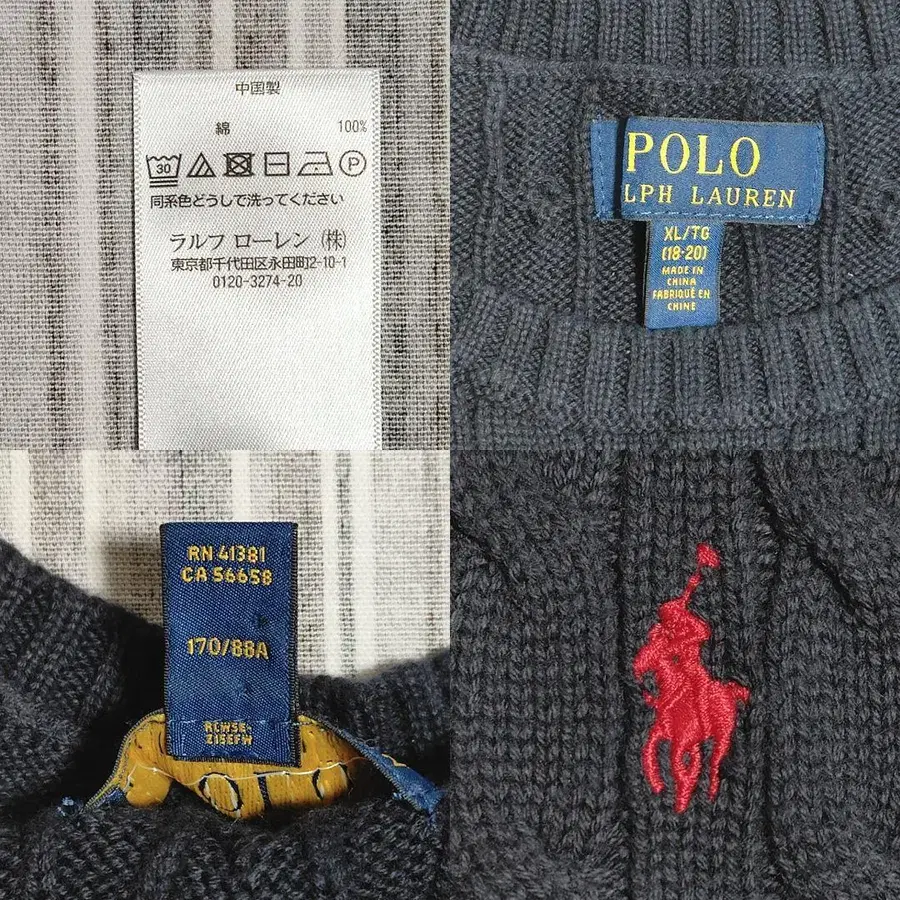 中国製
綿 100%
30
P
同系色どうしで洗ってください
ラルフ ローレン (株)
東京都千代田区永田町2-10-1
0120-3274-20
POLO
LPH LAUREN
XL/TG
(18-20)
MADE IN
CHINA
FABRIQUÉ EN
CHINE
RN 41381
CA 56658
170/88A
RLWSE-
Z15EFW